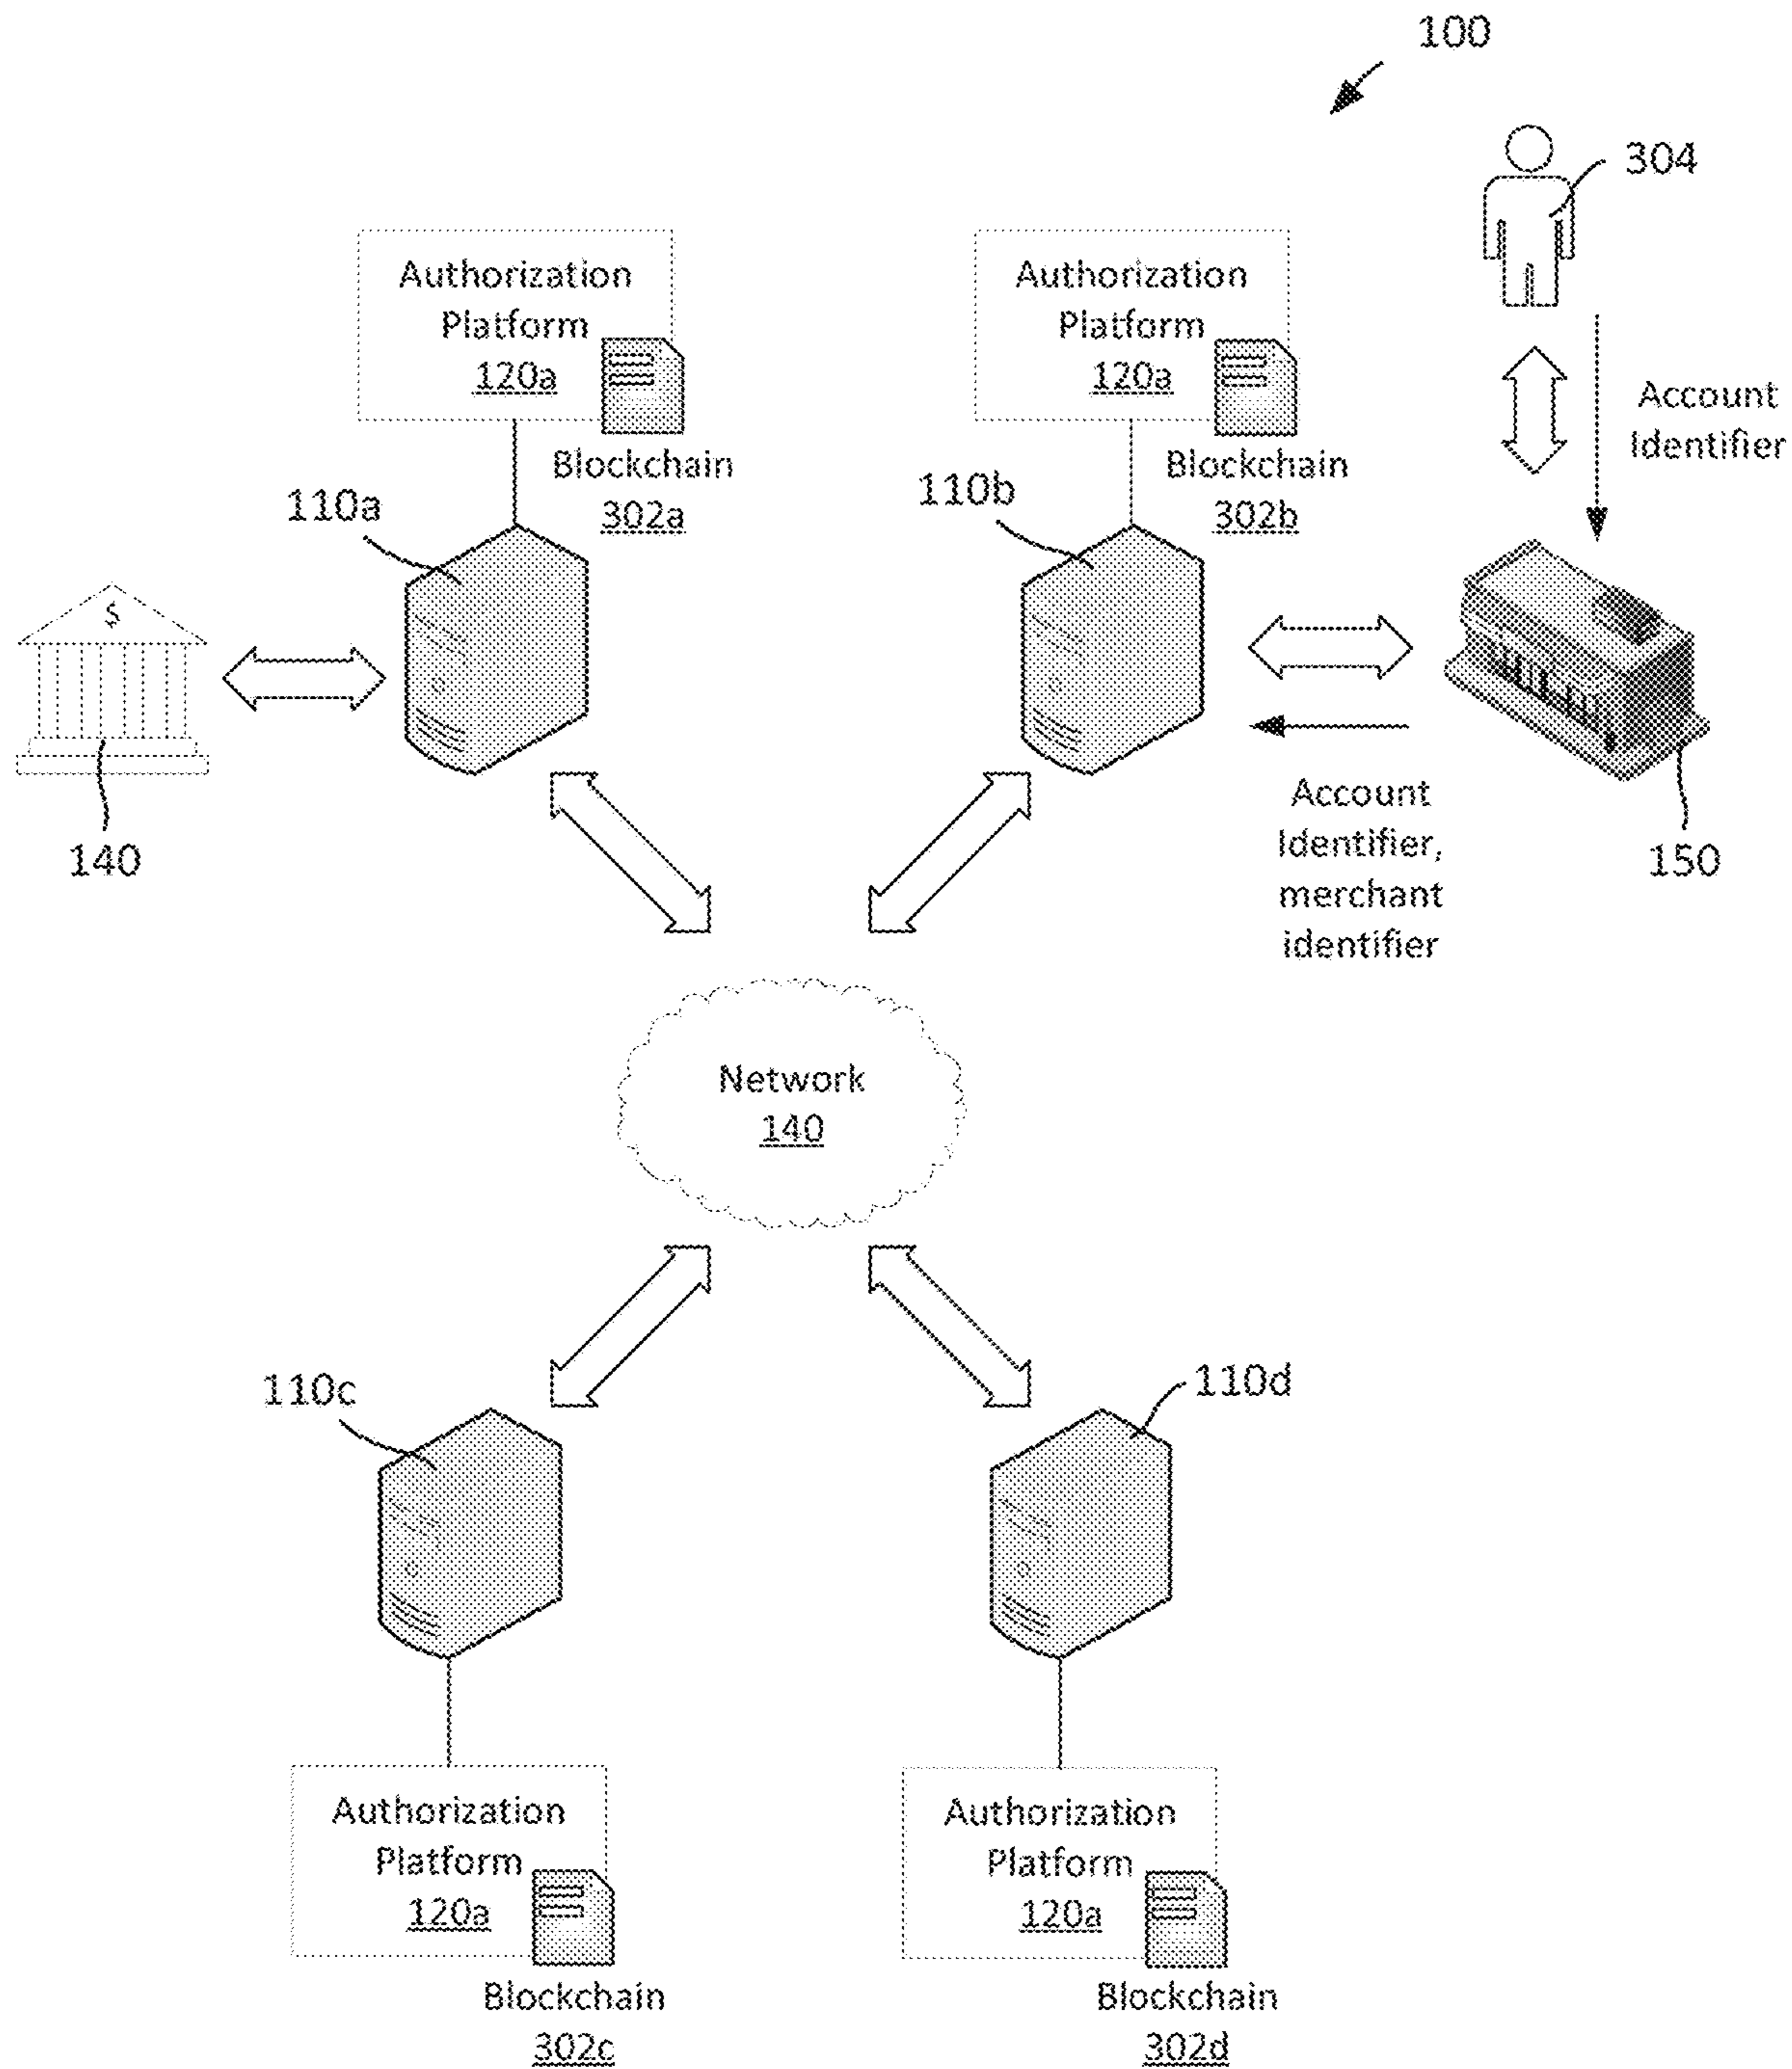 100
304
Authorization
Platform
120a
Blockchain
302a
Authorization
Platform
120a
Blockchain
302b
Account
Identifier
110a
110b
$
140
Account
Identifier,
merchant
identifier
150
Network
140
110c
110d
Authorization
Platform
120a
Blockchain
302c
Authorization
Platform
120a
Blockchain
302d